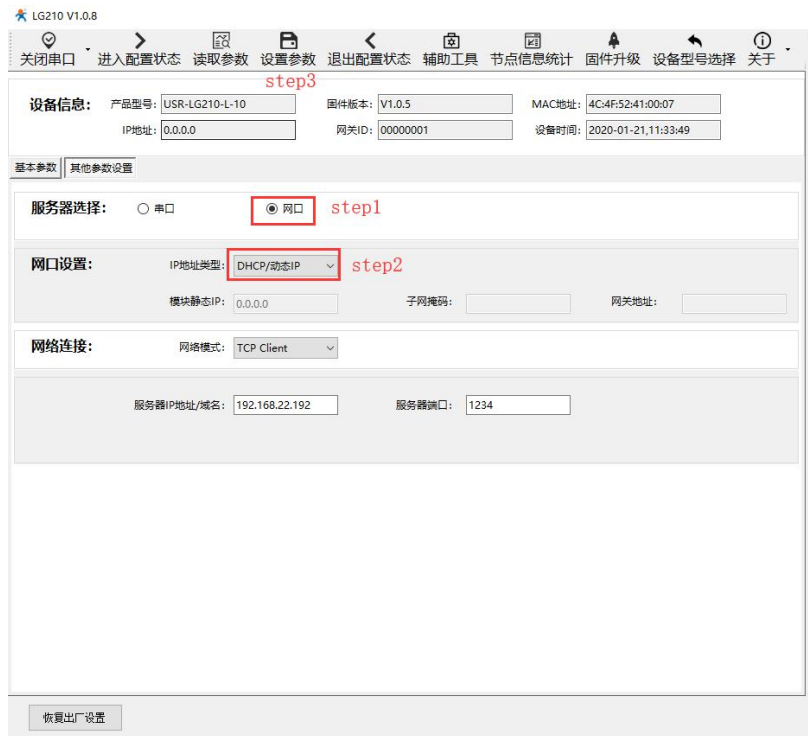 LG210 V1.0.8
关闭串口 进入配置状态 读取参数 设置参数 退出配置状态 辅助工具 节点信息统计 固件升级 设备型号选择 关于
step3
设备信息： 产品型号: USR-LG210-L-10 固件版本: V1.0.5 MAC地址: 4C:4F:52:41:00:07
IP地址: 0.0.0.0 网关ID: 00000001 设备时间: 2020-01-21,11:33:49
基本参数 其他参数设置
服务器选择： 串口 网口 step1
网口设置： IP地址类型: DHCP/动态IP step2
模块静态IP: 0.0.0.0 子网掩码: 网关地址:
网络连接： 网络模式: TCP Client
服务器IP地址/域名: 192.168.22.192 服务器端口: 1234
恢复出厂设置